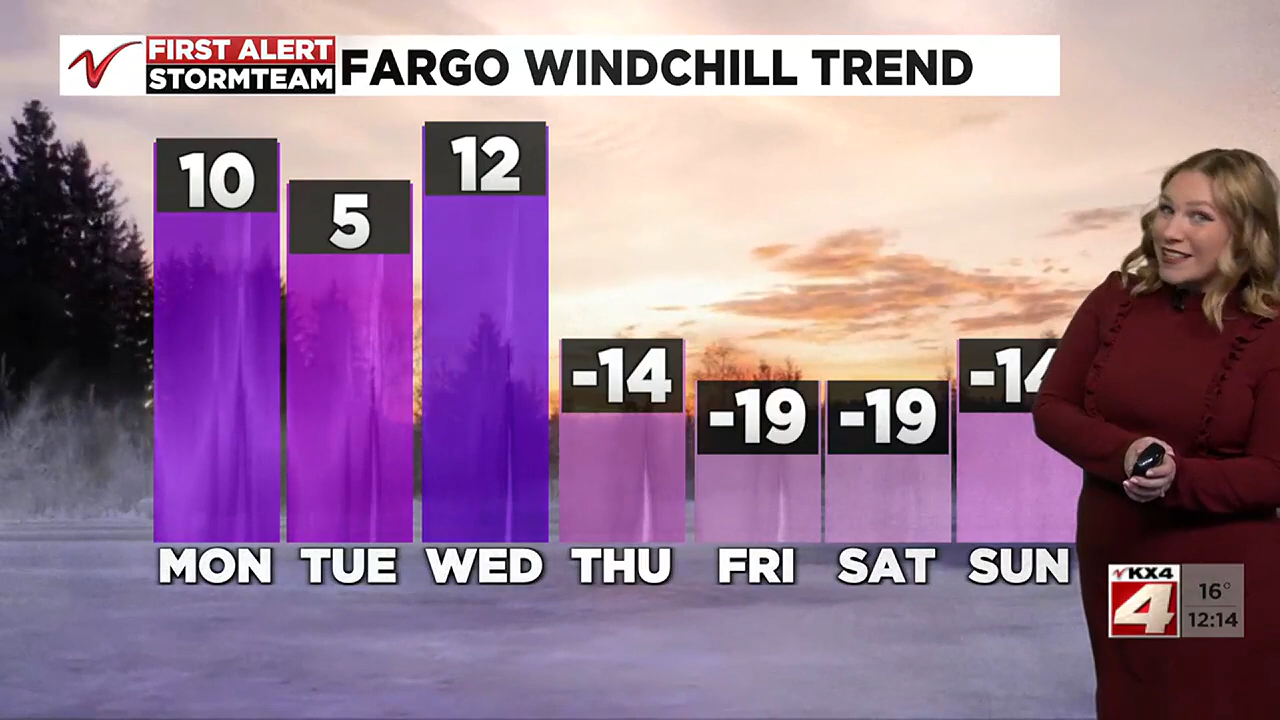 FIRST ALERT
STORMTEAM
FARGO WINDCHILL TREND
10
5
12
-14
-19
-19
-14
MON
TUE
WED
THU
FRI
SAT
SUN
KX4
4
16°
12:14